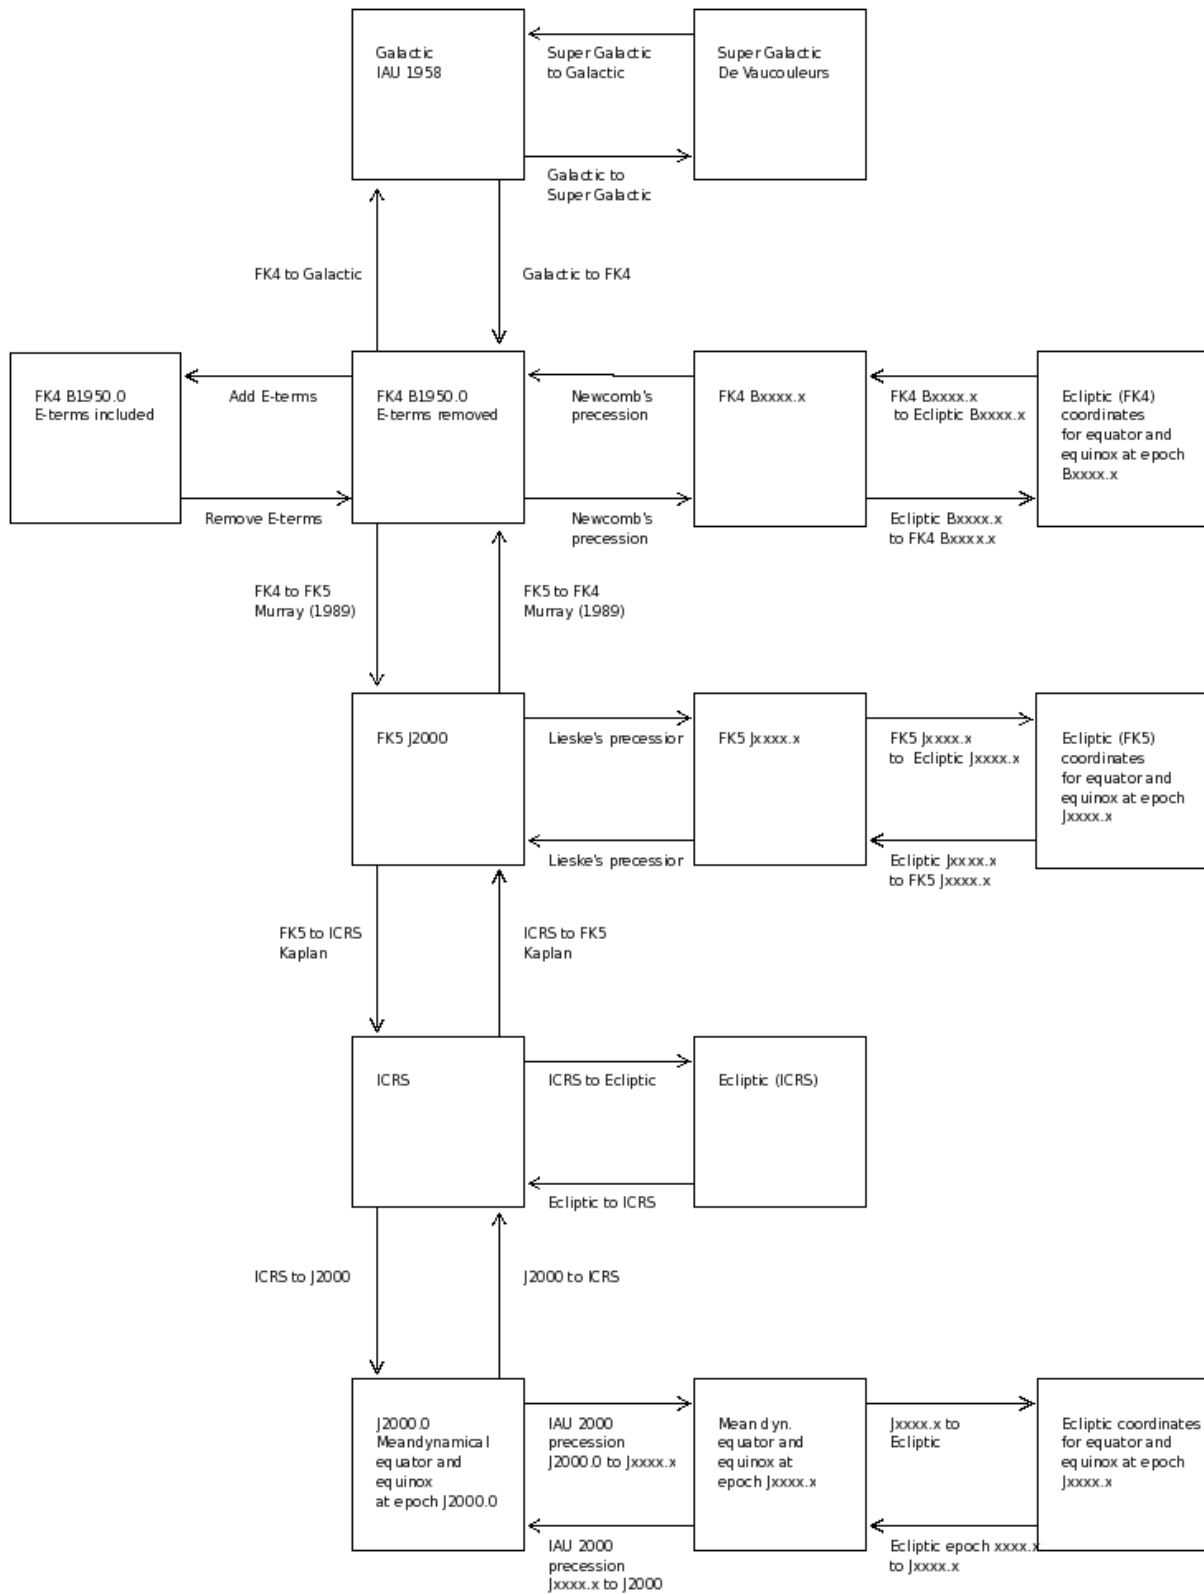 Galactic
IAU 1958
Super Galactic
to Galactic
Super Galactic
De Vaucouleurs
Galactic to
Super Galactic
FK4 to Galactic
Galactic to FK4
FK4 B1950.0
E-terms included
Add E-terms
FK4 B1950.0
E-terms removed
Newcomb's
precession
FK4 Bxxxx.x
FK4 Bxxxx.x
to Ecliptic Bxxxx.x
Ecliptic (FK4)
coordinates
for equator and
equinox at epoch
Bxxxx.x
Remove E-terms
Newcomb's
precession
Ecliptic Bxxxx.x
to FK4 Bxxxx.x
FK4 to FK5
Murray (1989)
FK5 to FK4
Murray (1989)
FK5 J2000
Lieske's precession
FK5 Jxxxx.x
FK5 Jxxxx.x
to Ecliptic Jxxxx.x
Ecliptic (FK5)
coordinates
for equator and
equinox at epoch
Jxxxx.x
Lieske's precession
Ecliptic Jxxxx.x
to FK5 Jxxxx.x
FK5 to ICRS
Kaplan
ICRS to FK5
Kaplan
ICRS
ICRS to Ecliptic
Ecliptic (ICRS)
Ecliptic to ICRS
ICRS to J2000
J2000 to ICRS
J2000.0
Mean dynamical
equator and
equinox
at epoch J2000.0
IAU 2000
precession
J2000.0 to Jxxxx.x
Mean dyn.
equator and
equinox at
epoch Jxxxx.x
Jxxxx.x to
Ecliptic
Ecliptic coordinates
for equator and
equinox at epoch
Jxxxx.x
IAU 2000
precession
Jxxxx.x to J2000
Ecliptic epoch xxxx.x
to Jxxxx.x